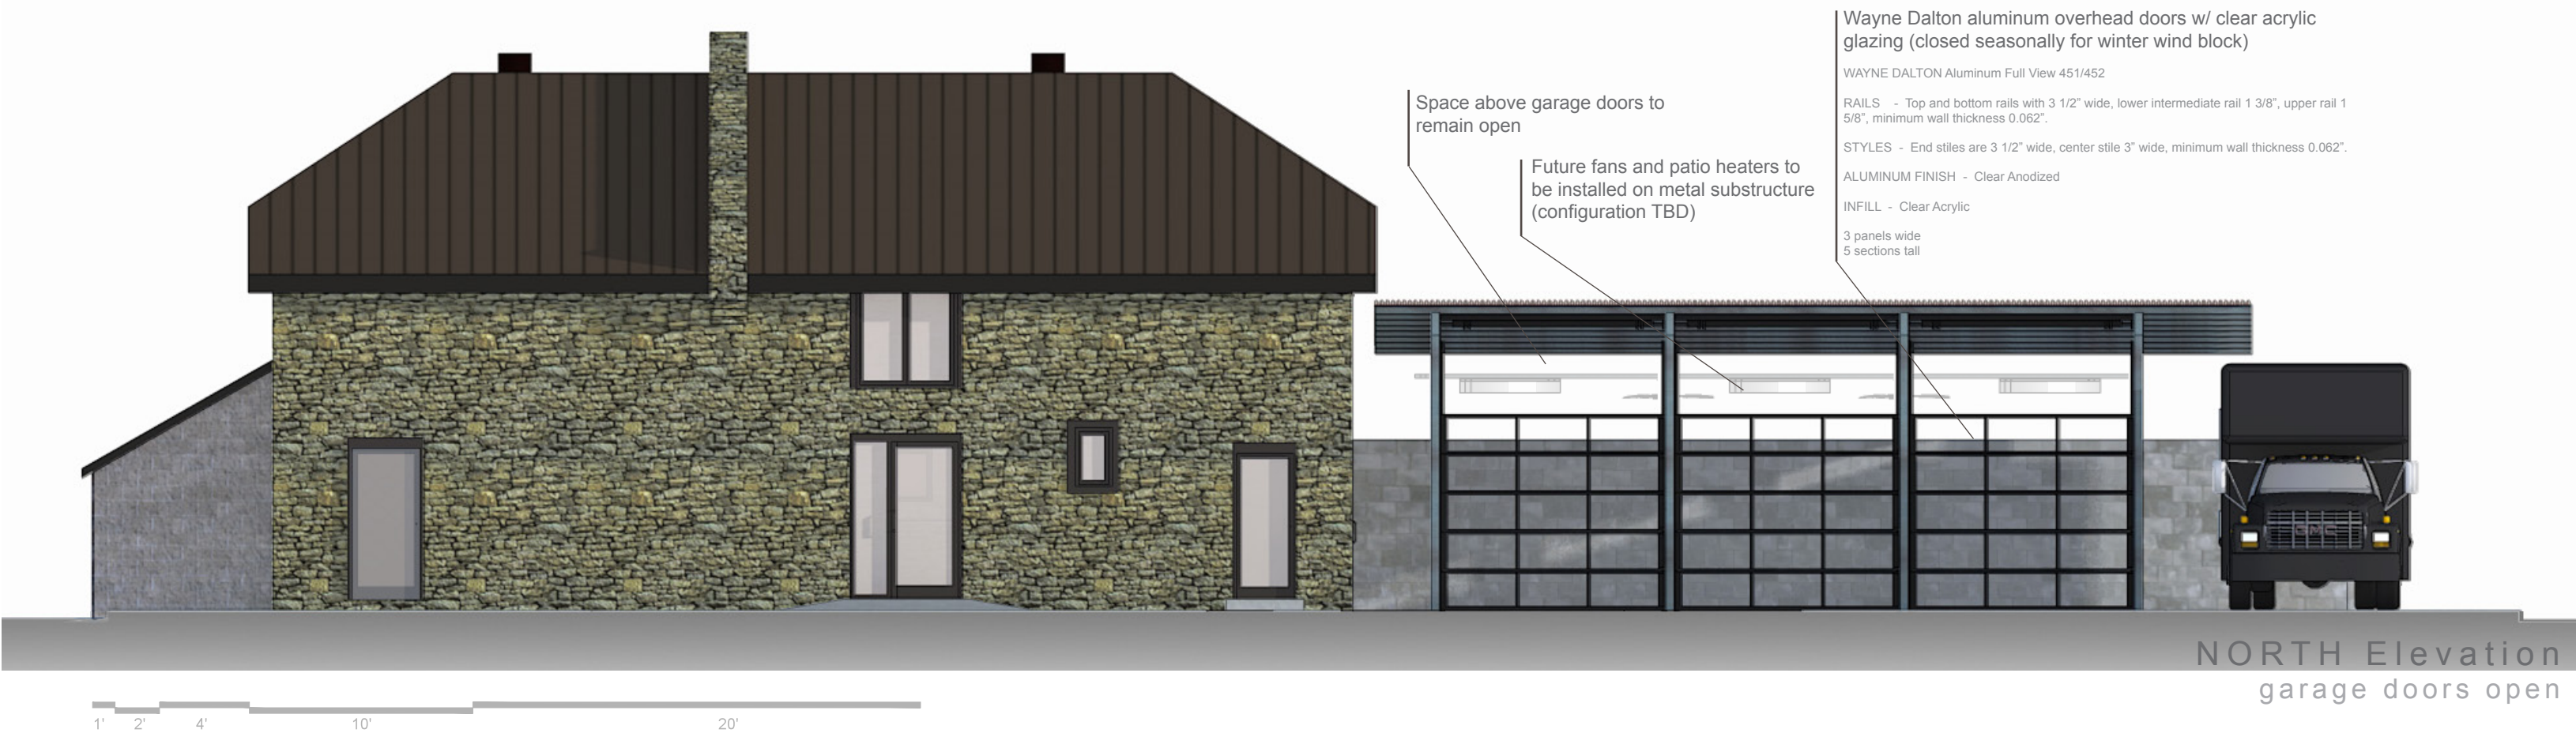 Wayne Dalton aluminum overhead doors w/ clear acrylic
glazing (closed seasonally for winter wind block)
WAYNE DALTON Aluminum Full View 451/452
RAILS - Top and bottom rails with 3 1/2” wide, lower intermediate rail 1 3/8”, upper rail 1
5/8”, minimum wall thickness 0.062”.
STYLES - End stiles are 3 1/2” wide, center stile 3” wide, minimum wall thickness 0.062”.
ALUMINUM FINISH - Clear Anodized
INFILL - Clear Acrylic
3 panels wide
5 sections tall
Space above garage doors to
remain open
Future fans and patio heaters to
be installed on metal substructure
(configuration TBD)
GMC
NORTH Elevation
garage doors open
1' 2' 4' 10' 20'